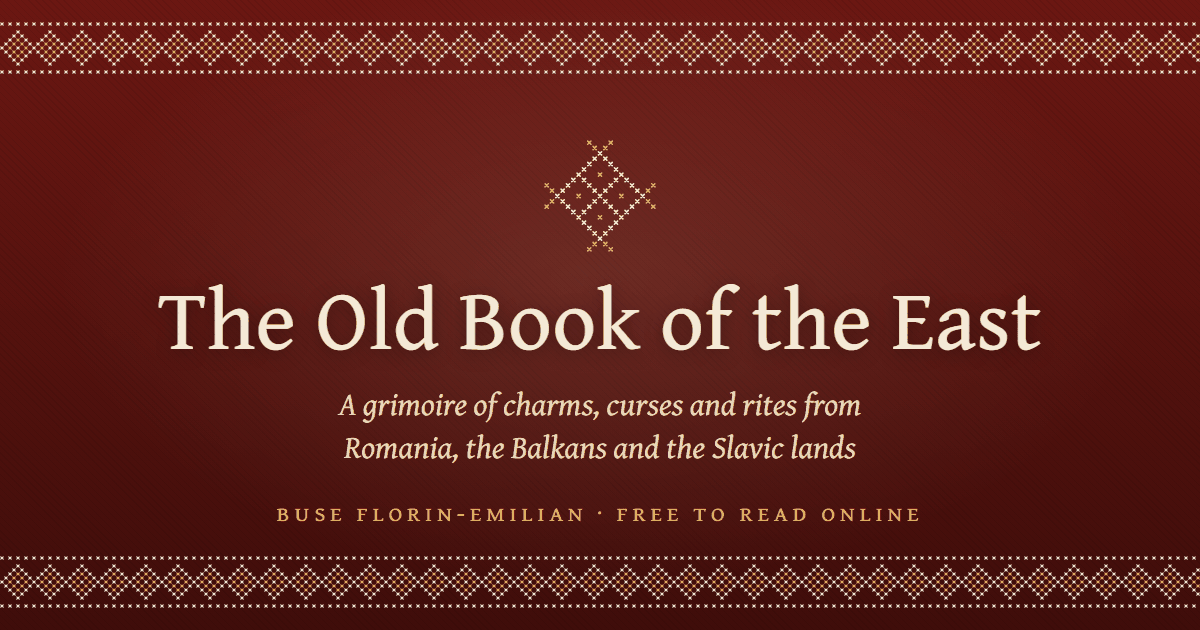 The Old Book of the East
A grimoire of charms, curses and rites from
Romania, the Balkans and the Slavic lands
BUSE FLORIN-EMILIAN · FREE TO READ ONLINE